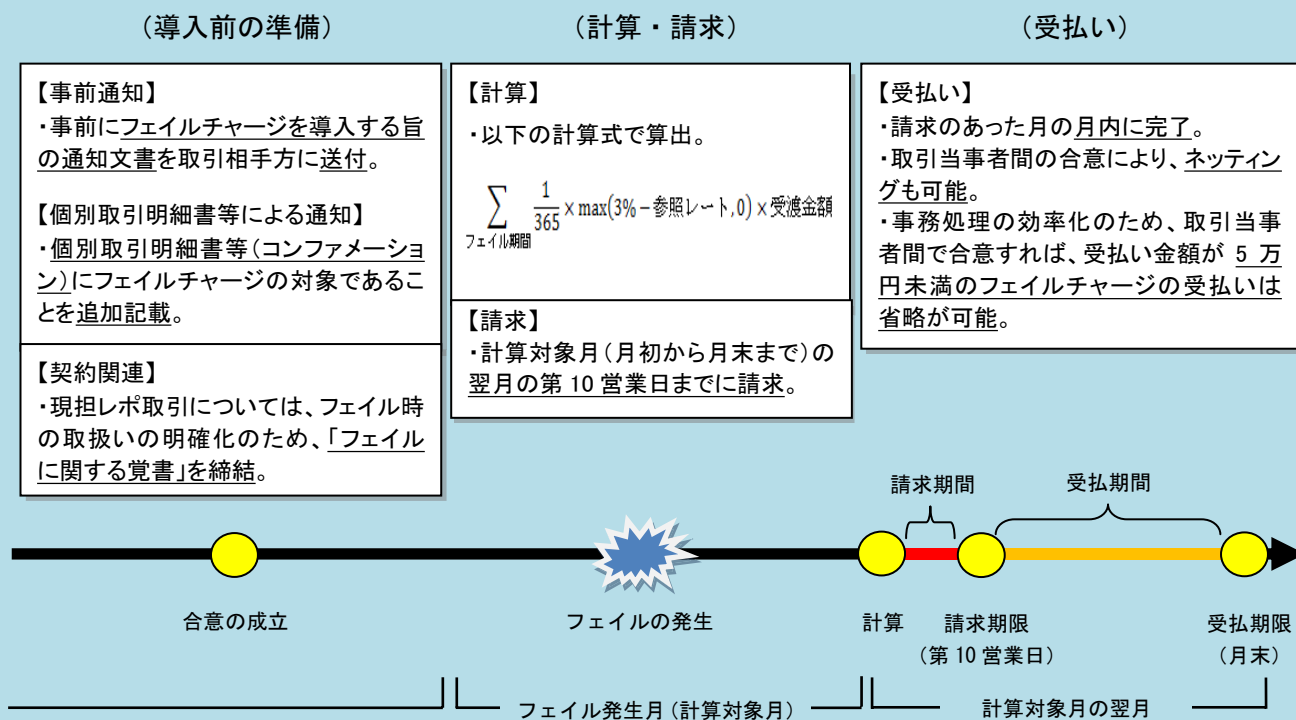 (導入前の準備)
【事前通知】
・事前にフェイルチャージを導入する旨
の通知文書を取引相手方に送付。
【個別取引明細書等による通知】
・個別取引明細書等(コンファメーショ
ン)にフェイルチャージの対象であるこ
とを追加記載。
【契約関連】
・現担レポ取引については、フェイル時
の取扱いの明確化のため、「フェイル
に関する覚書」を締結。
(計算・請求)
【計算】
・以下の計算式で算出。
∑ 1/365 × max(3% − 参照レート, 0) × 受渡金額
フェイル期間
【請求】
・計算対象月(月初から月末まで)の
翌月の第 10 営業日までに請求。
(受払い)
【受払い】
・請求のあった月の月内に完了。
・取引当事者間の合意により、ネッティン
グも可能。
・事務処理の効率化のため、取引当事
者間で合意すれば、受払い金額が 5 万
円未満のフェイルチャージの受払いは
省略が可能。
請求期間
受払期間
合意の成立
フェイルの発生
計算
請求期限
(第 10 営業日)
受払期限
(月末)
フェイル発生月(計算対象月)
計算対象月の翌月